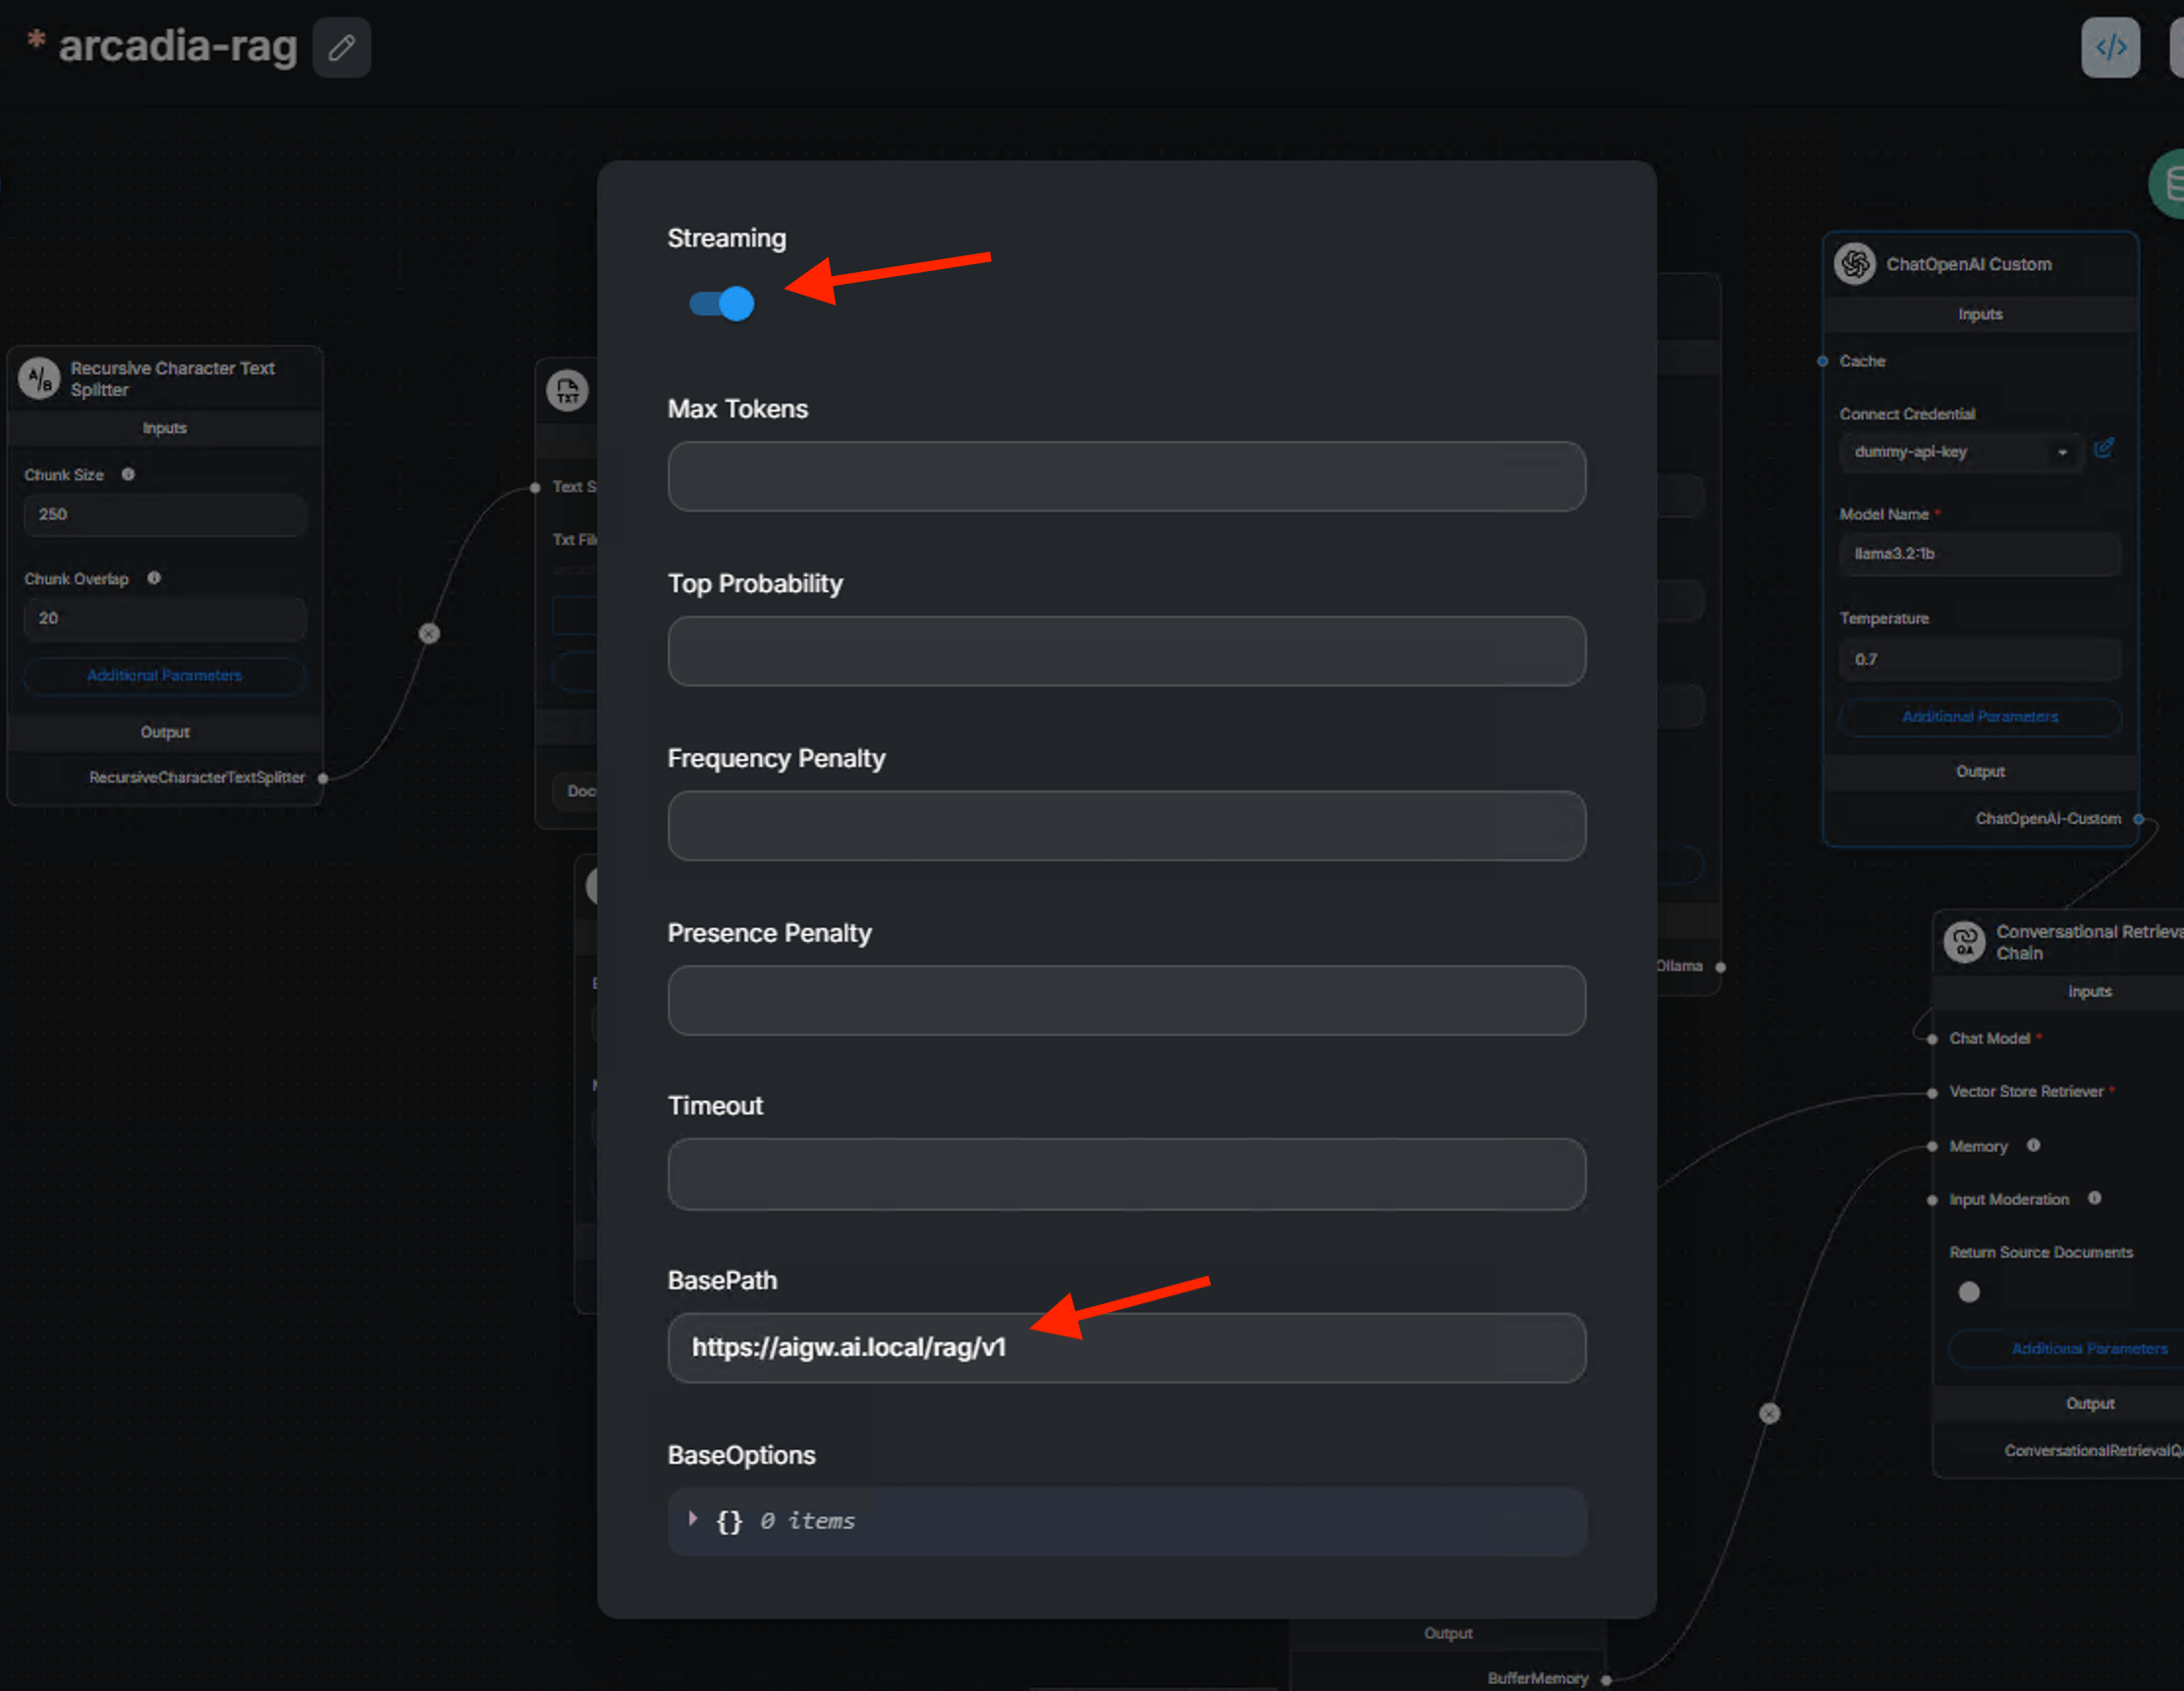 * arcadia-rag
</>
Recursive Character Text
Splitter
Inputs
Chunk Size
250
Chunk Overlap
20
Additional Parameters
Output
RecursiveCharacterTextSplitter
TXT
Text S
Txt File
Docu
Streaming
Max Tokens
Top Probability
Frequency Penalty
Presence Penalty
Timeout
BasePath
https://aigw.ai.local/rag/v1
BaseOptions
{} 0 items
Ollama
Output
BufferMemory
ChatOpenAI Custom
Inputs
Cache
Connect Credential
dummy-api-key
Model Name *
llama3.2:1b
Temperature
0.7
Additional Parameters
Output
ChatOpenAI-Custom
QA
Conversational Retrieva
Chain
Inputs
Chat Model *
Vector Store Retriever *
Memory
Input Moderation
Return Source Documents
Additional Parameters
Output
ConversationalRetrievalQ